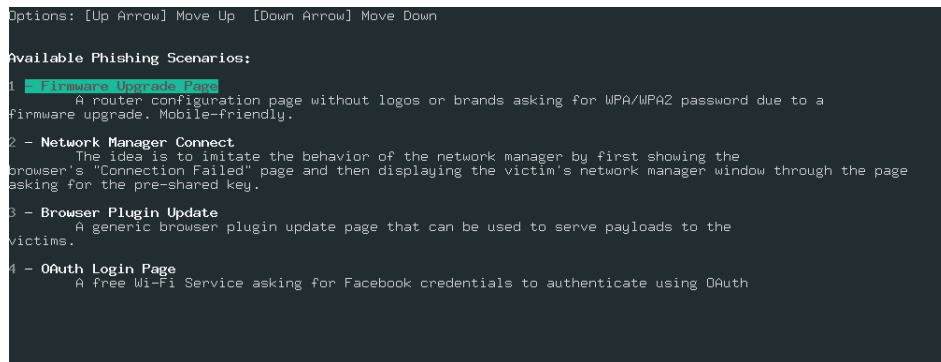 Options: [Up Arrow] Move Up  [Down Arrow] Move Down
Available Phishing Scenarios:
1 - Firmware Upgrade Page
A router configuration page without logos or brands asking for WPA/WPA2 password due to a
firmware upgrade. Mobile-friendly.
2 - Network Manager Connect
The idea is to imitate the behavior of the network manager by first showing the
browser's "Connection Failed" page and then displaying the victim's network manager window through the page
asking for the pre-shared key.
3 - Browser Plugin Update
A generic browser plugin update page that can be used to serve payloads to the
victims.
4 - OAuth Login Page
A free Wi-Fi Service asking for Facebook credentials to authenticate using OAuth